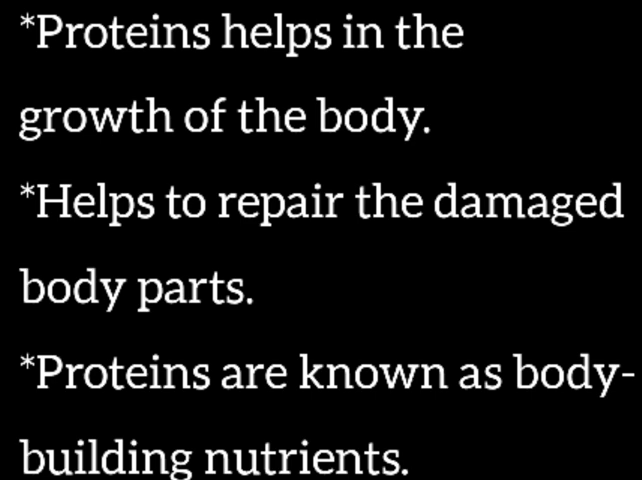 *Proteins helps in the
growth of the body.
*Helps to repair the damaged
body parts.
*Proteins are known as body-
building nutrients.